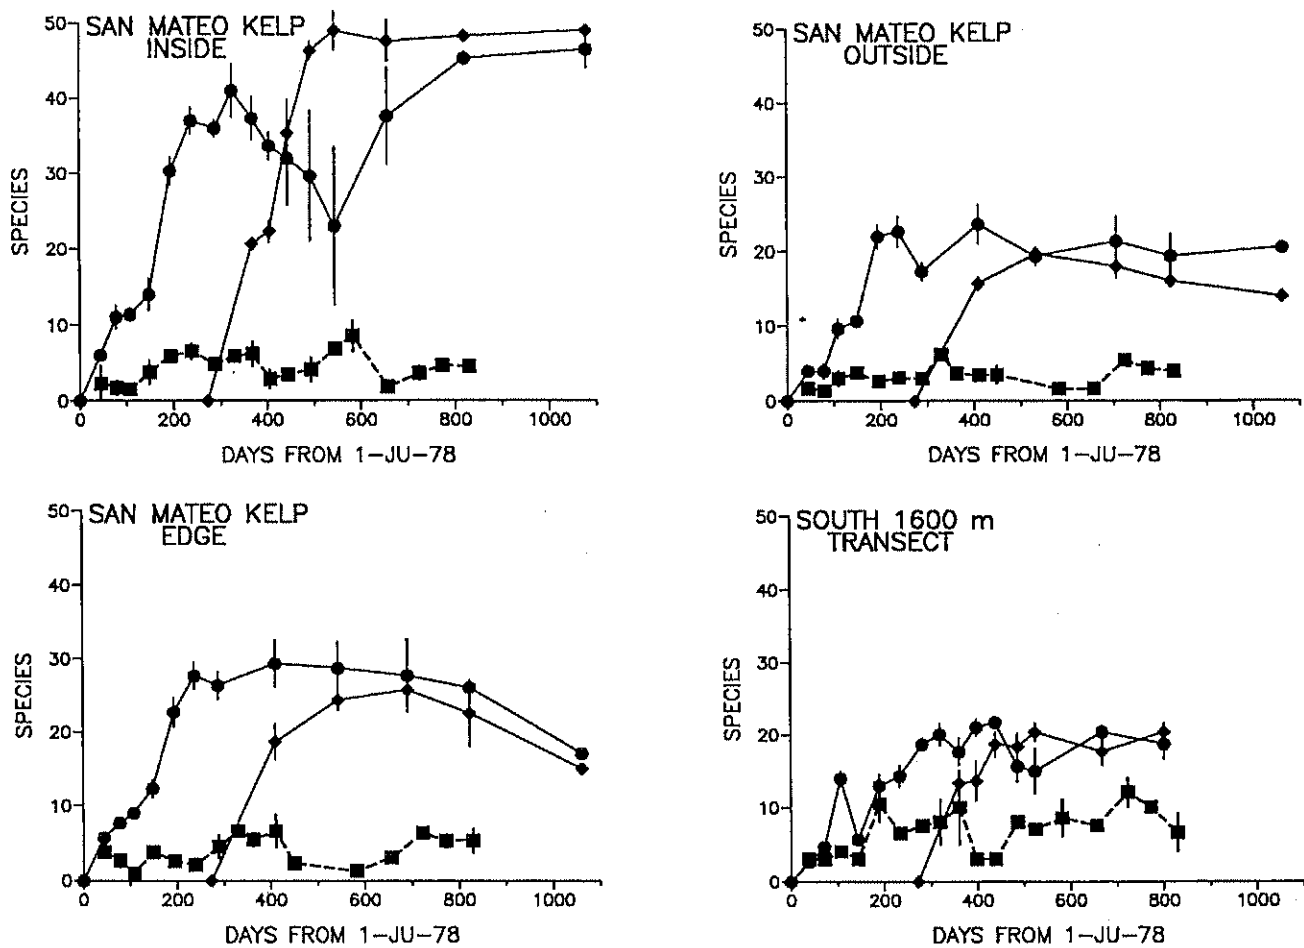 SAN MATEO KELP
INSIDE
50
40
30
20
10
0
SPECIES
0 200 400 600 800 1000
DAYS FROM 1-JU-78
SAN MATEO KELP
OUTSIDE
50
40
30
20
10
0
SPECIES
0 200 400 600 800 1000
DAYS FROM 1-JU-78
SAN MATEO KELP
EDGE
50
40
30
20
10
0
SPECIES
0 200 400 600 800 1000
DAYS FROM 1-JU-78
SOUTH 1600 m
TRANSECT
50
40
30
20
10
0
SPECIES
0 200 400 600 800 1000
DAYS FROM 1-JU-78